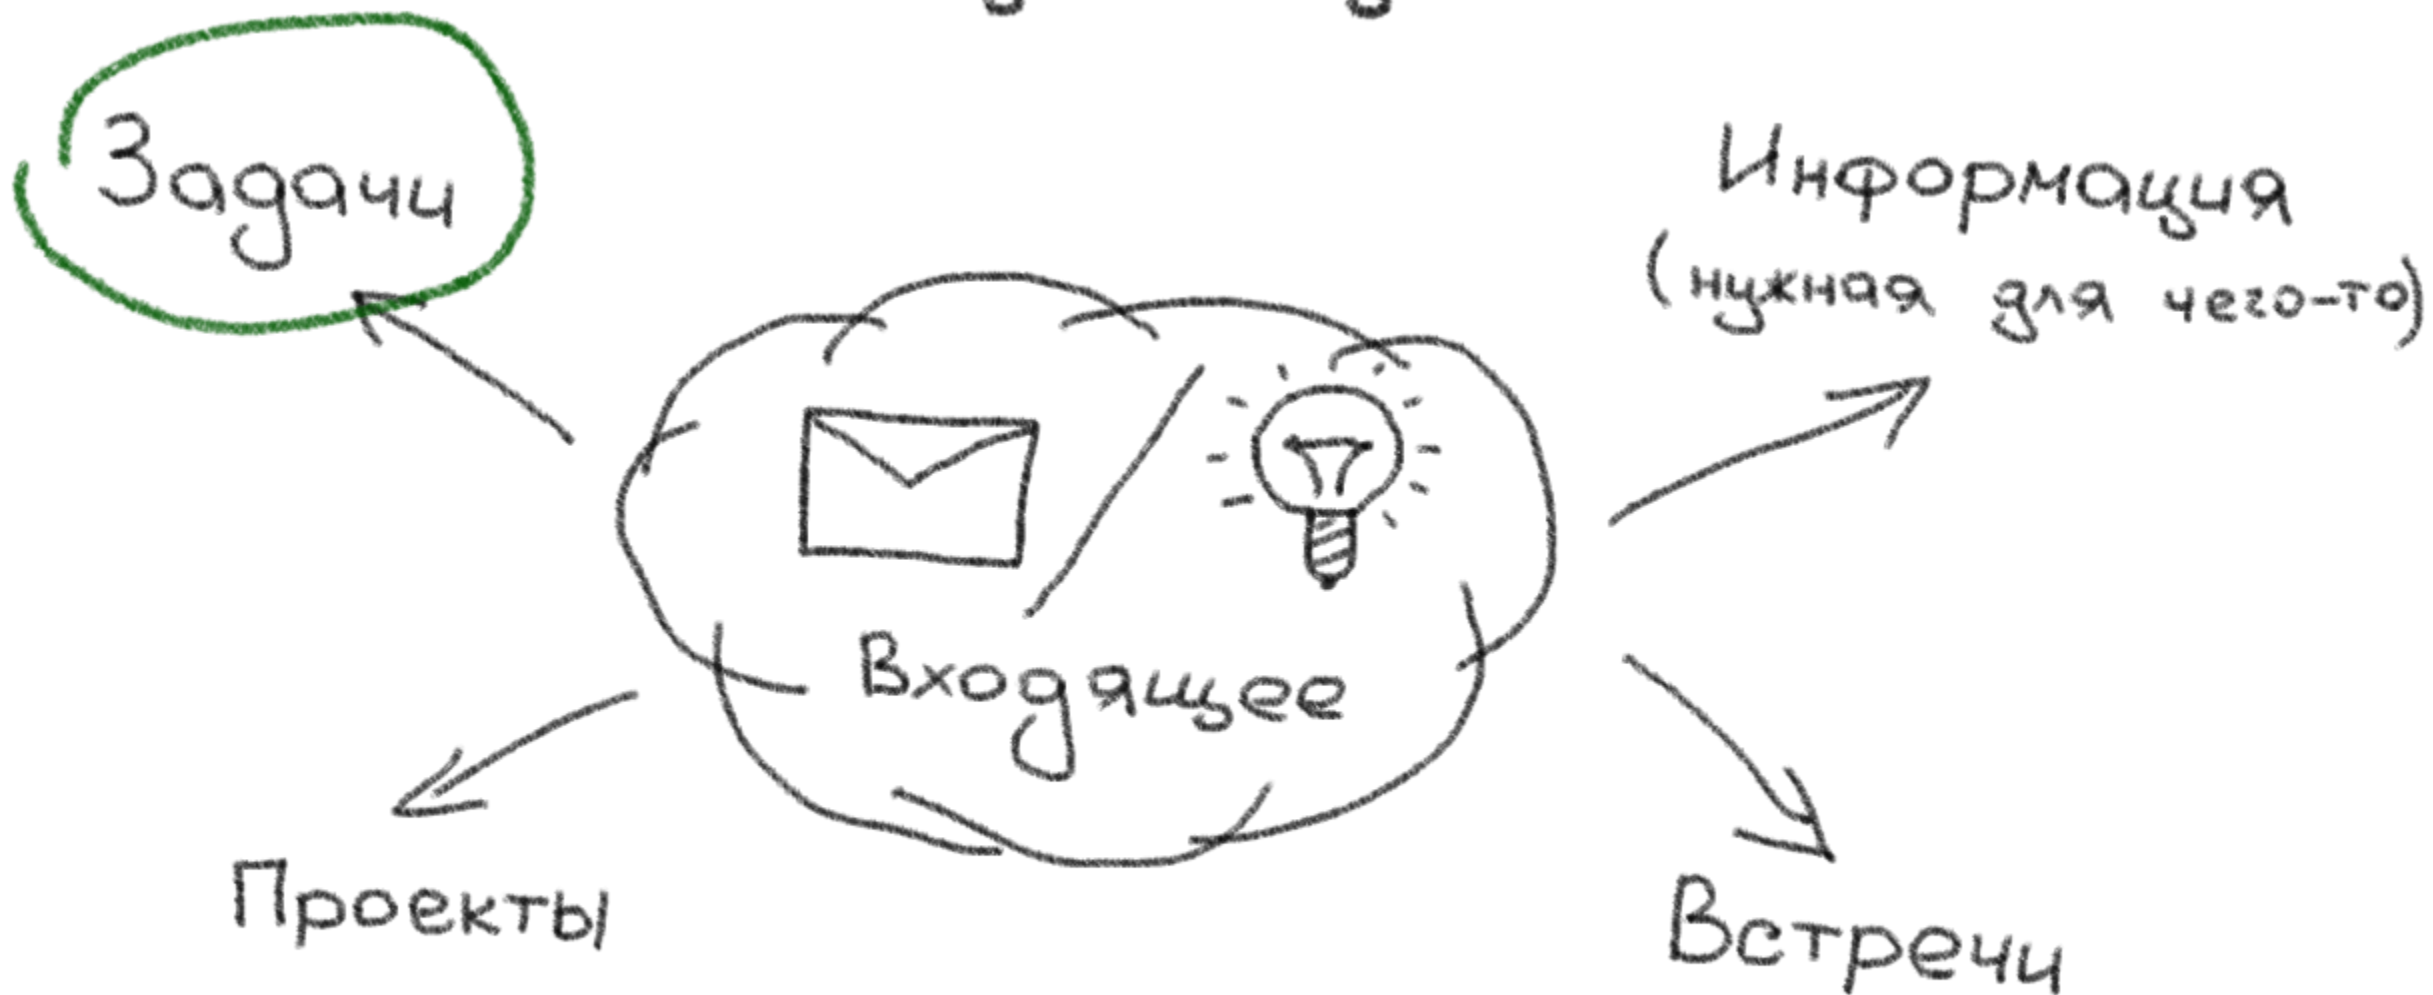 Задачи
Информация
(нужная для чего-то)
Входящее
Проекты
Встречи